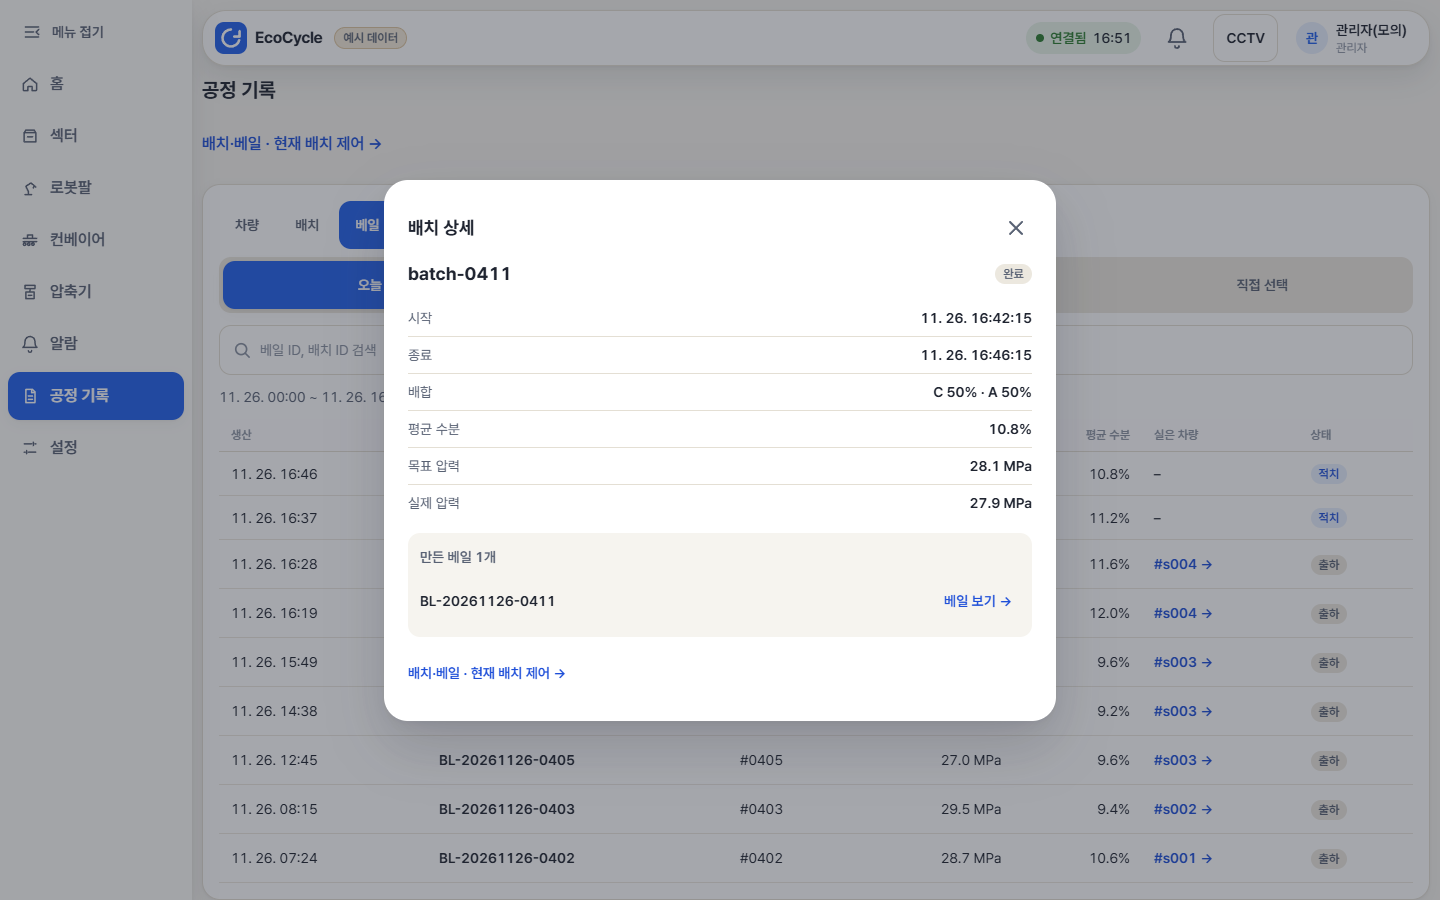 메뉴 접기
홈
섹터
로봇팔
컨베이어
압축기
알람
공정 기록
설정
EcoCycle 예시 데이터 연결됨 16:51 CCTV 관 관리자(모의)
관리자
공정 기록
배치·베일 · 현재 배치 제어 →
차량 배치 베일
오늘 직접 선택
베일 ID, 배치 ID 검색
11. 26. 00:00 ~ 11. 26. 16
생산 평균 수분 실은 차량 상태
11. 26. 16:46 10.8% – 적치
11. 26. 16:37 11.2% – 적치
11. 26. 16:28 11.6% #s004 → 출하
11. 26. 16:19 12.0% #s004 → 출하
11. 26. 15:49 9.6% #s003 → 출하
11. 26. 14:38 9.2% #s003 → 출하
11. 26. 12:45 BL-20261126-0405 #0405 27.0 MPa 9.6% #s003 → 출하
11. 26. 08:15 BL-20261126-0403 #0403 29.5 MPa 9.4% #s002 → 출하
11. 26. 07:24 BL-20261126-0402 #0402 28.7 MPa 10.6% #s001 → 출하
배치 상세
batch-0411 완료
시작 11. 26. 16:42:15
종료 11. 26. 16:46:15
배합 C 50% · A 50%
평균 수분 10.8%
목표 압력 28.1 MPa
실제 압력 27.9 MPa
만든 베일 1개
BL-20261126-0411 베일 보기 →
배치·베일 · 현재 배치 제어 →